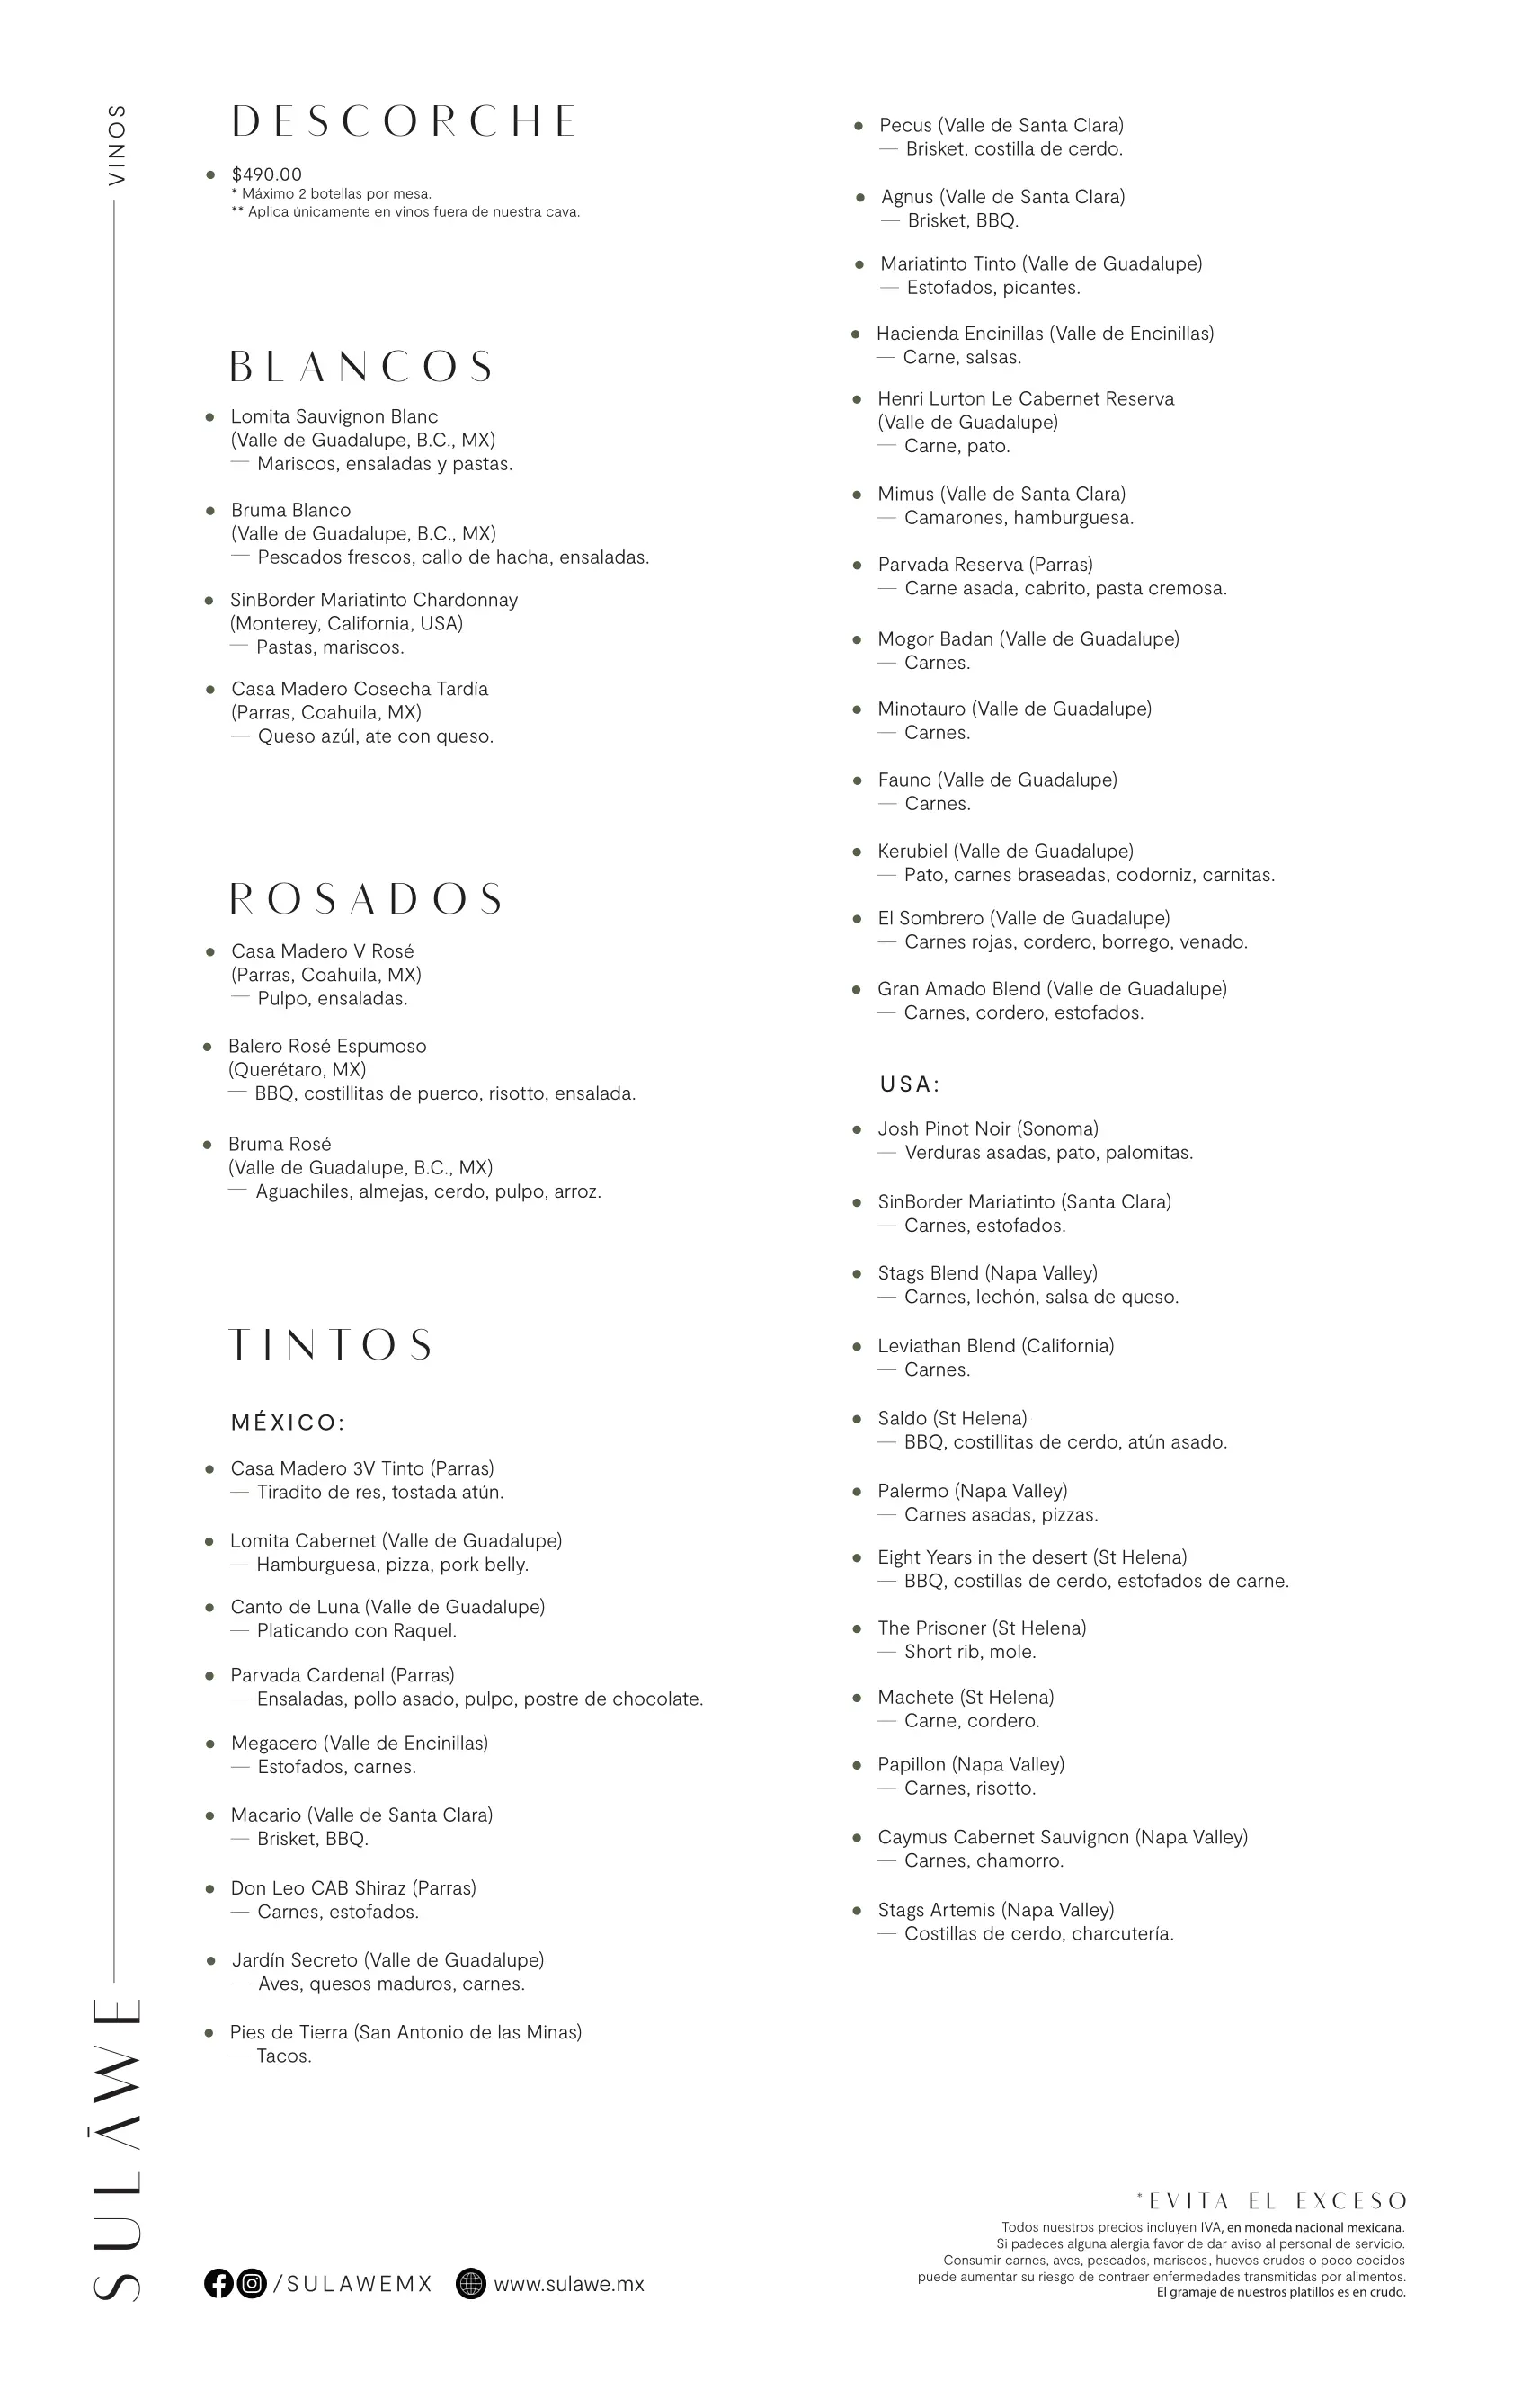 VINOS
SULĀWE
DESCORCHE
● $490.00
* Máximo 2 botellas por mesa.
** Aplica únicamente en vinos fuera de nuestra cava.
BLANCOS
● Lomita Sauvignon Blanc
(Valle de Guadalupe, B.C., MX)
— Mariscos, ensaladas y pastas.
● Bruma Blanco
(Valle de Guadalupe, B.C., MX)
— Pescados frescos, callo de hacha, ensaladas.
● SinBorder Mariatinto Chardonnay
(Monterey, California, USA)
— Pastas, mariscos.
● Casa Madero Cosecha Tardía
(Parras, Coahuila, MX)
— Queso azúl, ate con queso.
ROSADOS
● Casa Madero V Rosé
(Parras, Coahuila, MX)
— Pulpo, ensaladas.
● Balero Rosé Espumoso
(Querétaro, MX)
— BBQ, costillitas de puerco, risotto, ensalada.
● Bruma Rosé
(Valle de Guadalupe, B.C., MX)
— Aguachiles, almejas, cerdo, pulpo, arroz.
TINTOS
MÉXICO:
● Casa Madero 3V Tinto (Parras)
— Tiradito de res, tostada atún.
● Lomita Cabernet (Valle de Guadalupe)
— Hamburguesa, pizza, pork belly.
● Canto de Luna (Valle de Guadalupe)
— Platicando con Raquel.
● Parvada Cardenal (Parras)
— Ensaladas, pollo asado, pulpo, postre de chocolate.
● Megacero (Valle de Encinillas)
— Estofados, carnes.
● Macario (Valle de Santa Clara)
— Brisket, BBQ.
● Don Leo CAB Shiraz (Parras)
— Carnes, estofados.
● Jardín Secreto (Valle de Guadalupe)
— Aves, quesos maduros, carnes.
● Pies de Tierra (San Antonio de las Minas)
— Tacos.
● Pecus (Valle de Santa Clara)
— Brisket, costilla de cerdo.
● Agnus (Valle de Santa Clara)
— Brisket, BBQ.
● Mariatinto Tinto (Valle de Guadalupe)
— Estofados, picantes.
● Hacienda Encinillas (Valle de Encinillas)
— Carne, salsas.
● Henri Lurton Le Cabernet Reserva
(Valle de Guadalupe)
— Carne, pato.
● Mimus (Valle de Santa Clara)
— Camarones, hamburguesa.
● Parvada Reserva (Parras)
— Carne asada, cabrito, pasta cremosa.
● Mogor Badan (Valle de Guadalupe)
— Carnes.
● Minotauro (Valle de Guadalupe)
— Carnes.
● Fauno (Valle de Guadalupe)
— Carnes.
● Kerubiel (Valle de Guadalupe)
— Pato, carnes braseadas, codorniz, carnitas.
● El Sombrero (Valle de Guadalupe)
— Carnes rojas, cordero, borrego, venado.
● Gran Amado Blend (Valle de Guadalupe)
— Carnes, cordero, estofados.
USA:
● Josh Pinot Noir (Sonoma)
— Verduras asadas, pato, palomitas.
● SinBorder Mariatinto (Santa Clara)
— Carnes, estofados.
● Stags Blend (Napa Valley)
— Carnes, lechón, salsa de queso.
● Leviathan Blend (California)
— Carnes.
● Saldo (St Helena)
— BBQ, costillitas de cerdo, atún asado.
● Palermo (Napa Valley)
— Carnes asadas, pizzas.
● Eight Years in the desert (St Helena)
— BBQ, costillas de cerdo, estofados de carne.
● The Prisoner (St Helena)
— Short rib, mole.
● Machete (St Helena)
— Carne, cordero.
● Papillon (Napa Valley)
— Carnes, risotto.
● Caymus Cabernet Sauvignon (Napa Valley)
— Carnes, chamorro.
● Stags Artemis (Napa Valley)
— Costillas de cerdo, charcutería.
/SULAWEMX www.sulawe.mx
*EVITA EL EXCESO
Todos nuestros precios incluyen IVA, en moneda nacional mexicana.
Si padeces alguna alergia favor de dar aviso al personal de servicio.
Consumir carnes, aves, pescados, mariscos, huevos crudos o poco cocidos
puede aumentar su riesgo de contraer enfermedades transmitidas por alimentos.
El gramaje de nuestros platillos es en crudo.